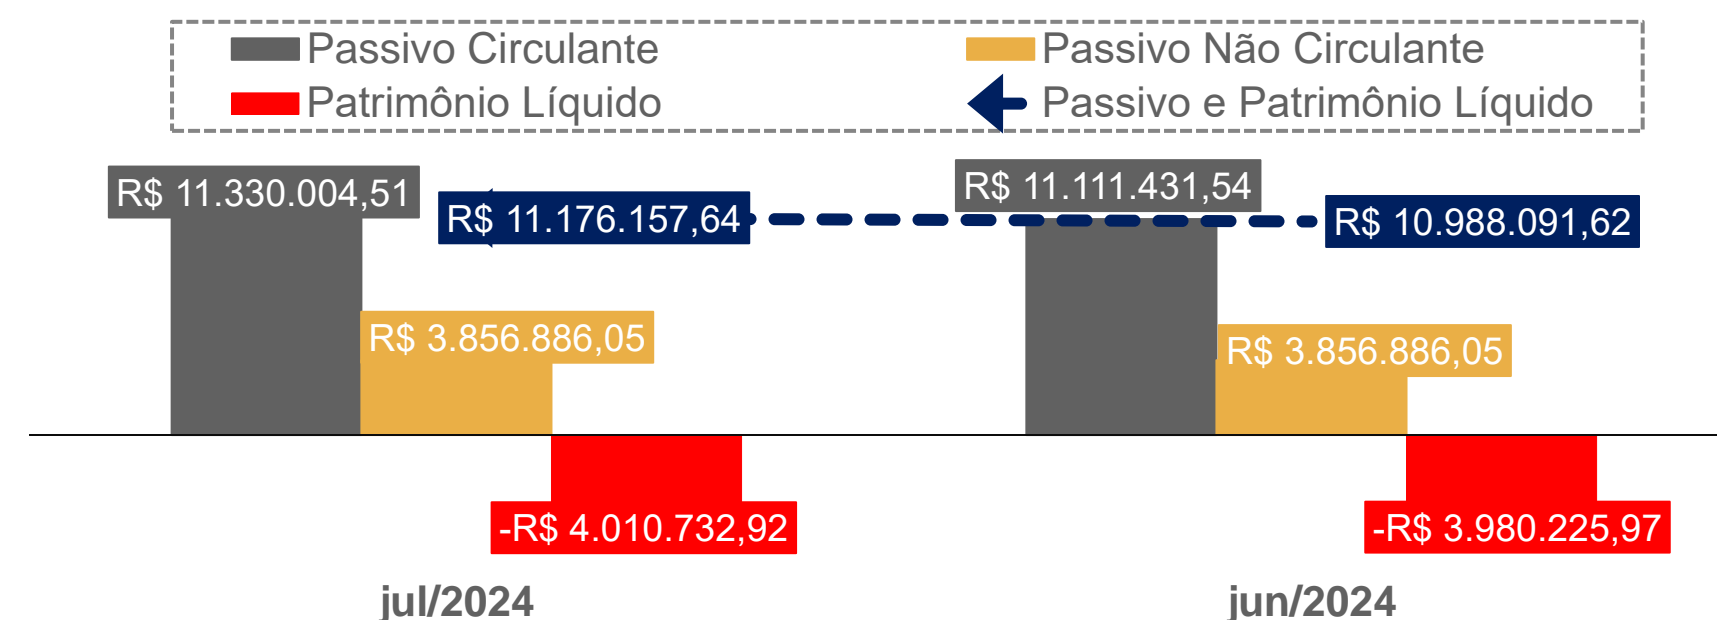 Passivo Circulante
Passivo Não Circulante
Patrimônio Líquido
Passivo e Patrimônio Líquido
R$ 11.330.004,51
R$ 11.176.157,64
R$ 11.111.431,54
R$ 10.988.091,62
R$ 3.856.886,05
R$ 3.856.886,05
-R$ 4.010.732,92
-R$ 3.980.225,97
jul/2024
jun/2024